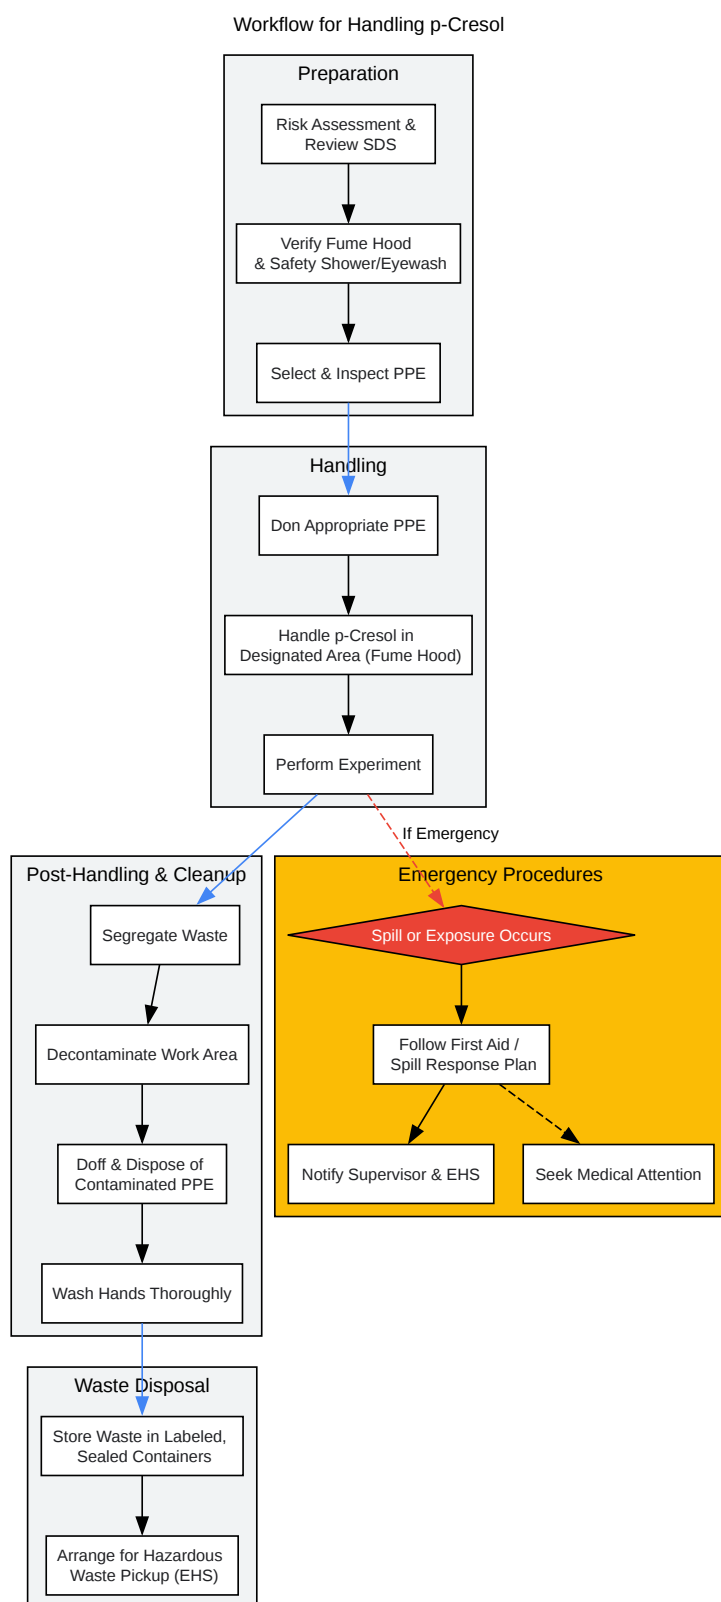 Workflow for Handling p-Cresol
Preparation
Risk Assessment &
Review SDS
Verify Fume Hood
& Safety Shower/Eyewash
Select & Inspect PPE
Handling
Don Appropriate PPE
Handle p-Cresol in
Designated Area (Fume Hood)
Perform Experiment
If Emergency
Post-Handling & Cleanup
Segregate Waste
Decontaminate Work Area
Doff & Dispose of
Contaminated PPE
Wash Hands Thoroughly
Emergency Procedures
Spill or Exposure Occurs
Follow First Aid /
Spill Response Plan
Notify Supervisor & EHS
Seek Medical Attention
Waste Disposal
Store Waste in Labeled,
Sealed Containers
Arrange for Hazardous
Waste Pickup (EHS)